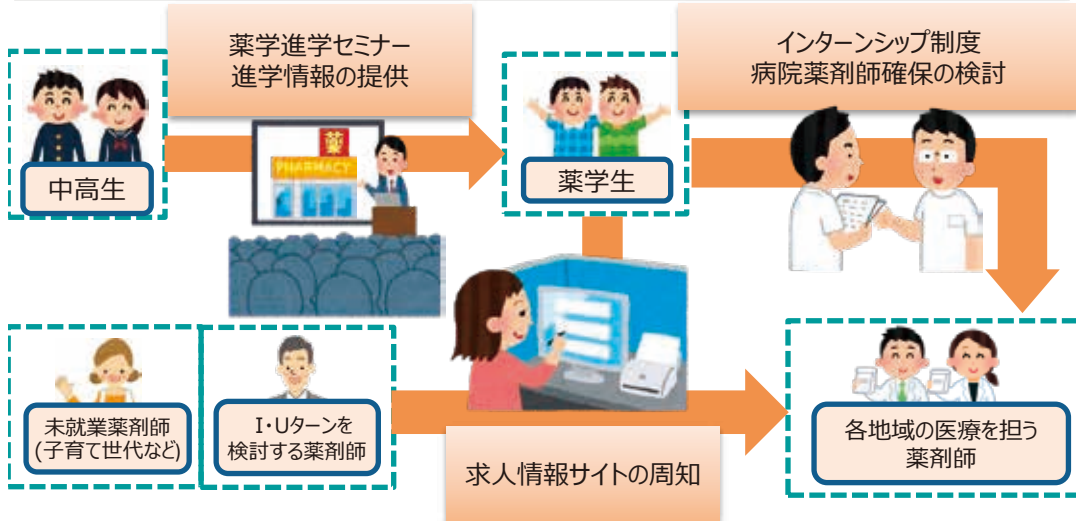 薬学進学セミナー
進学情報の提供
インターンシップ制度
病院薬剤師確保の検討
薬
PHARMACY
中高生
薬学生
未就業薬剤師
(子育て世代など)
I・Uターンを
検討する薬剤師
求人情報サイトの周知
各地域の医療を担う
薬剤師